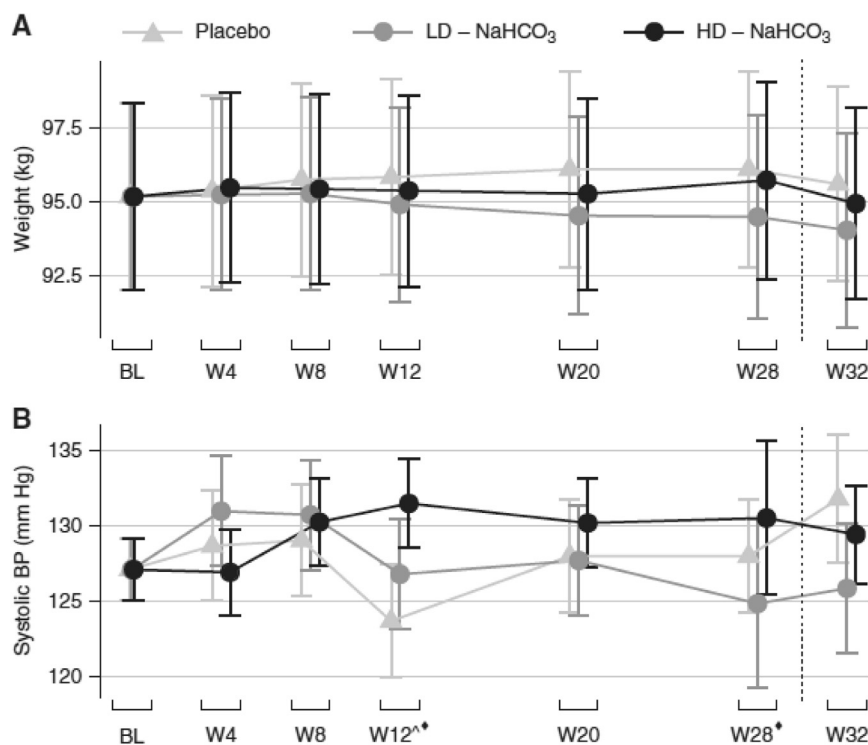 A
Placebo LD – NaHCO₃ HD – NaHCO₃
Weight (kg)
97.5
95.0
92.5
BL W4 W8 W12 W20 W28 W32
B
Systolic BP (mm Hg)
135
130
125
120
BL W4 W8 W12^♦ W20 W28♦ W32